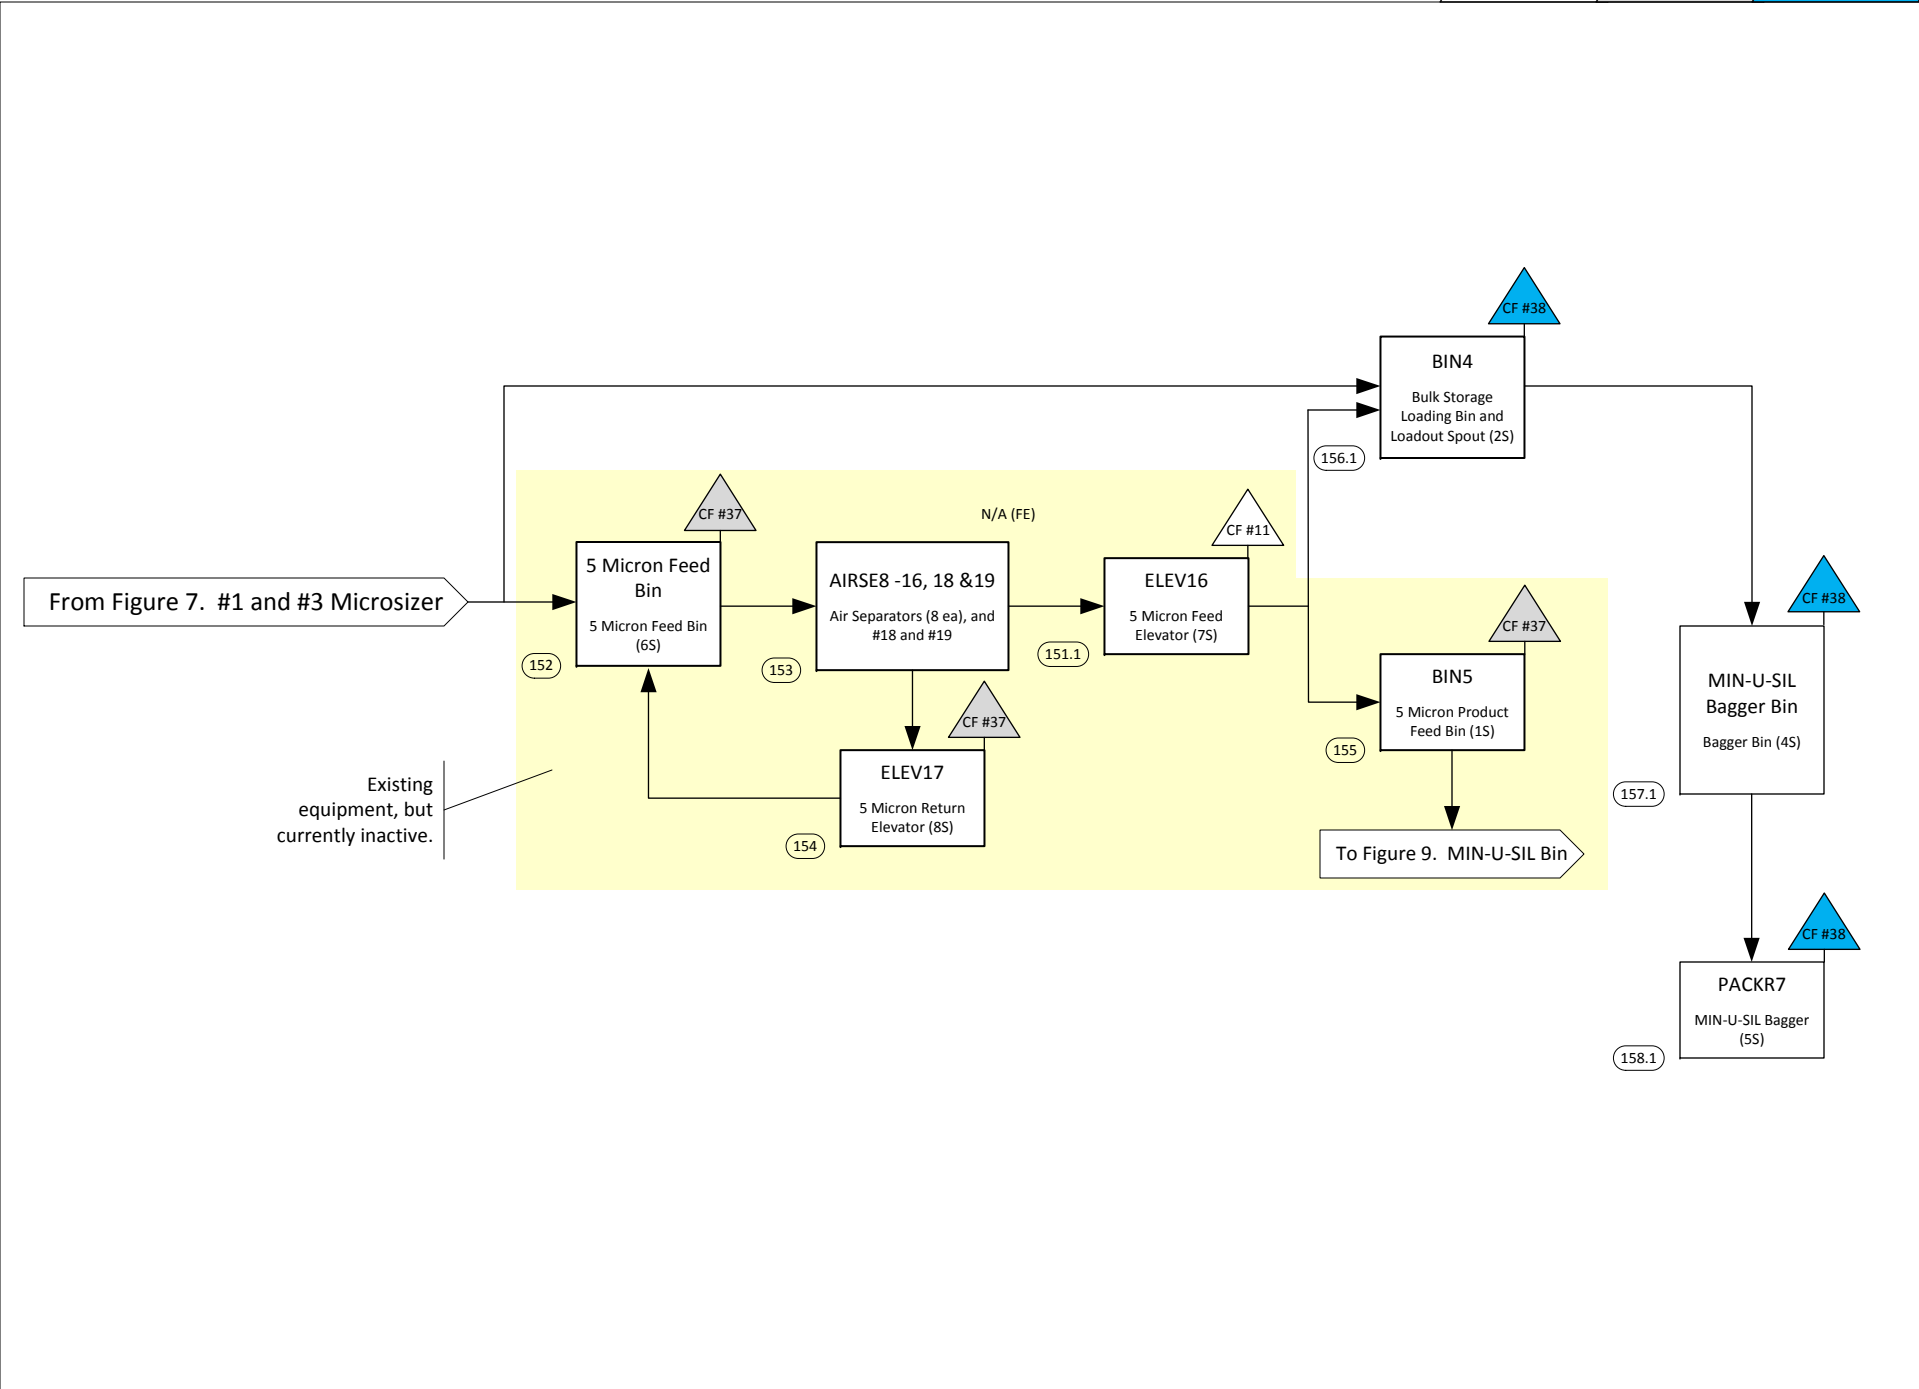 CF #38
BIN4
Bulk Storage
Loading Bin and
Loadout Spout (2S)
156.1
CF #37
N/A (FE)
CF #11
5 Micron Feed
Bin
5 Micron Feed Bin
(6S)
152
AIRSE8 -16, 18 &19
Air Separators (8 ea), and
#18 and #19
153
ELEV16
5 Micron Feed
Elevator (7S)
151.1
From Figure 7.  #1 and #3 Microsizer
CF #37
BIN5
5 Micron Product
Feed Bin (1S)
155
CF #38
MIN-U-SIL
Bagger Bin
Bagger Bin (4S)
157.1
CF #37
ELEV17
5 Micron Return
Elevator (8S)
154
Existing
equipment, but
currently inactive.
To Figure 9.  MIN-U-SIL Bin
CF #38
PACKR7
MIN-U-SIL Bagger
(5S)
158.1